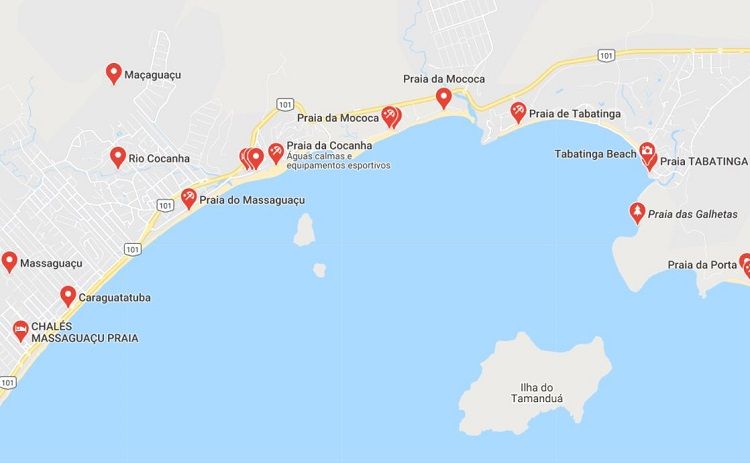 101
Praia da Mococa
Maçaguaçu
101
Praia da Mococa
Praia de Tabatinga
Praia da Cocanha
Águas calmas e
equipamentos esportivos
Rio Cocanha
Tabatinga Beach
Praia TABATINGA
Praia do Massaguaçu
101
Praia das Galhetas
101
Massaguaçu
Praia da Porta
Caraguatatuba
CHALÉS
MASSAGUAÇU PRAIA
101
Ilha do
Tamanduá